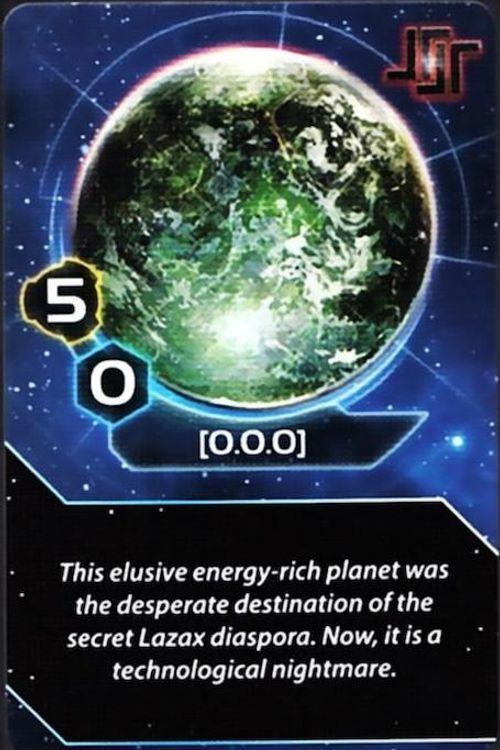 5
0
[0.0.0]
This elusive energy-rich planet was
the desperate destination of the
secret Lazax diaspora. Now, it is a
technological nightmare.